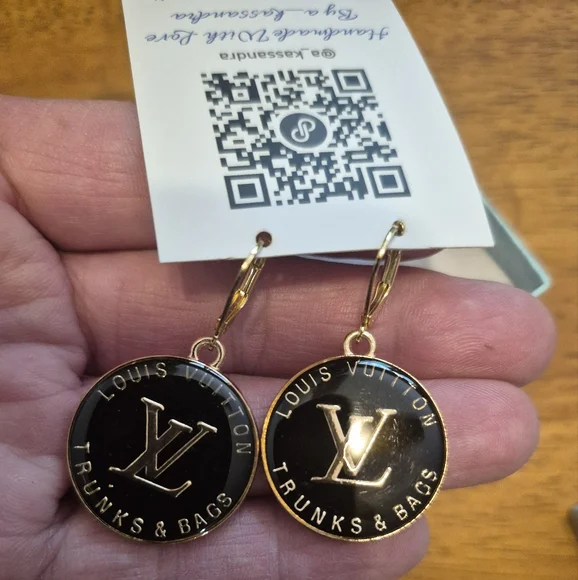 Handmade With Love
By a_kassandra
@a_kassandra
LOUIS VUITTON
LV
TRUNKS & BAGS
LOUIS VUITTON
LV
TRUNKS & BAGS